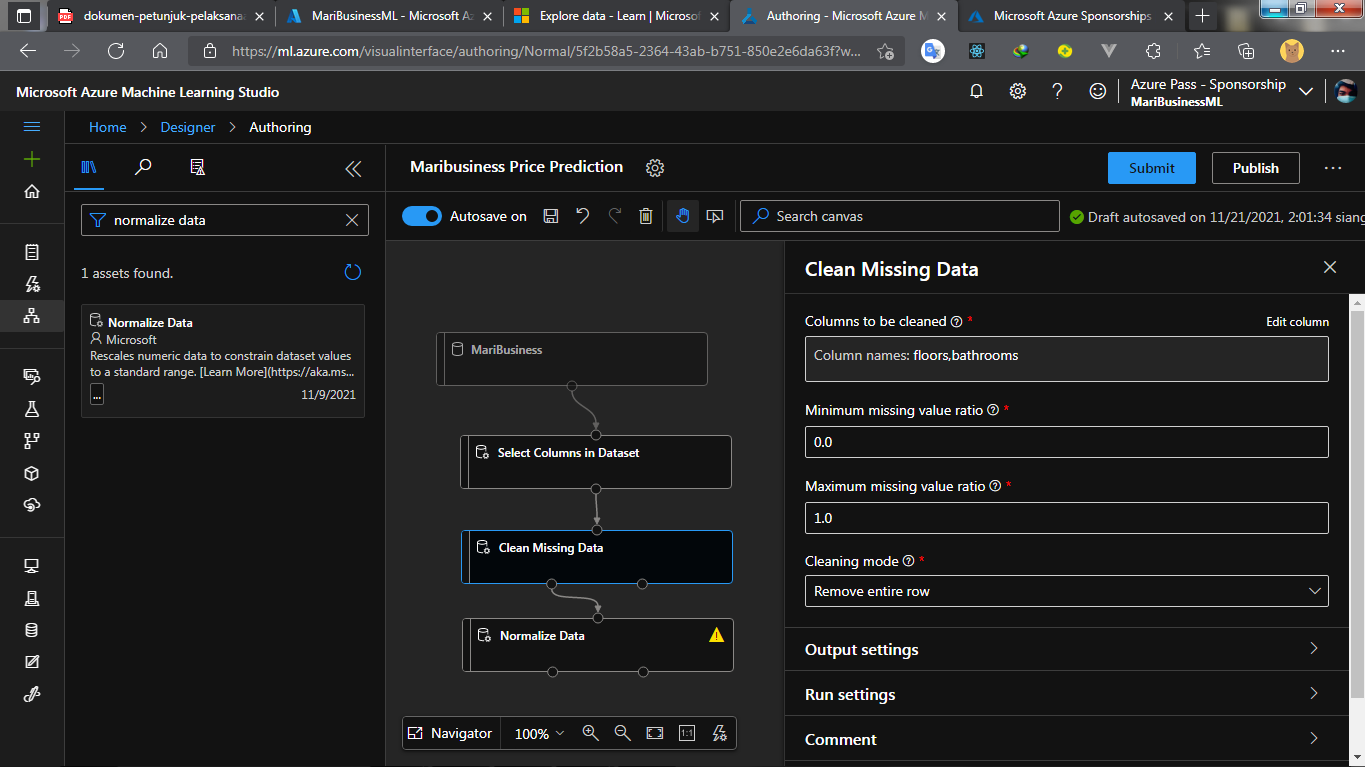 dokumen-petunjuk-pelaksana
MariBusinessML - Microsoft Az
Explore data - Learn | Microsof
Authoring - Microsoft Azure M
Microsoft Azure Sponsorships
https://ml.azure.com/visualinterface/authoring/Normal/5f2b58a5-2364-43ab-b751-850e2e6da63f?w...
Microsoft Azure Machine Learning Studio
Azure Pass - Sponsorship
MariBusinessML
Home > Designer > Authoring
normalize data
1 assets found.
Normalize Data
Microsoft
Rescales numeric data to constrain dataset values
to a standard range. [Learn More](https://aka.ms...
...
11/9/2021
Maribusiness Price Prediction
Submit
Publish
Autosave on
Search canvas
Draft autosaved on 11/21/2021, 2:01:34 siang
MariBusiness
Select Columns in Dataset
Clean Missing Data
Normalize Data
Navigator
100%
1:1
Clean Missing Data
Columns to be cleaned *
Edit column
Column names: floors,bathrooms
Minimum missing value ratio *
0.0
Maximum missing value ratio *
1.0
Cleaning mode *
Remove entire row
Output settings
Run settings
Comment